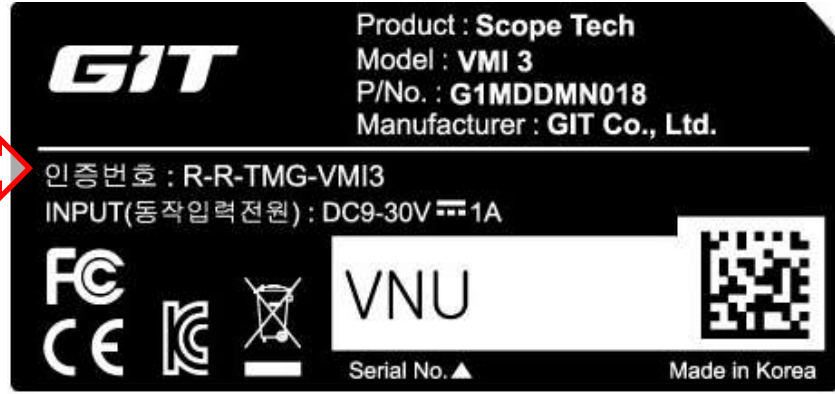 GIT
Product : Scope Tech
Model : VMI 3
P/No. : G1MDDMN018
Manufacturer : GIT Co., Ltd.
인증번호 : R-R-TMG-VMI3
INPUT(동작입력전원) : DC9-30V ⎓ 1A
FC
CE
VNU
Serial No.▲
Made in Korea